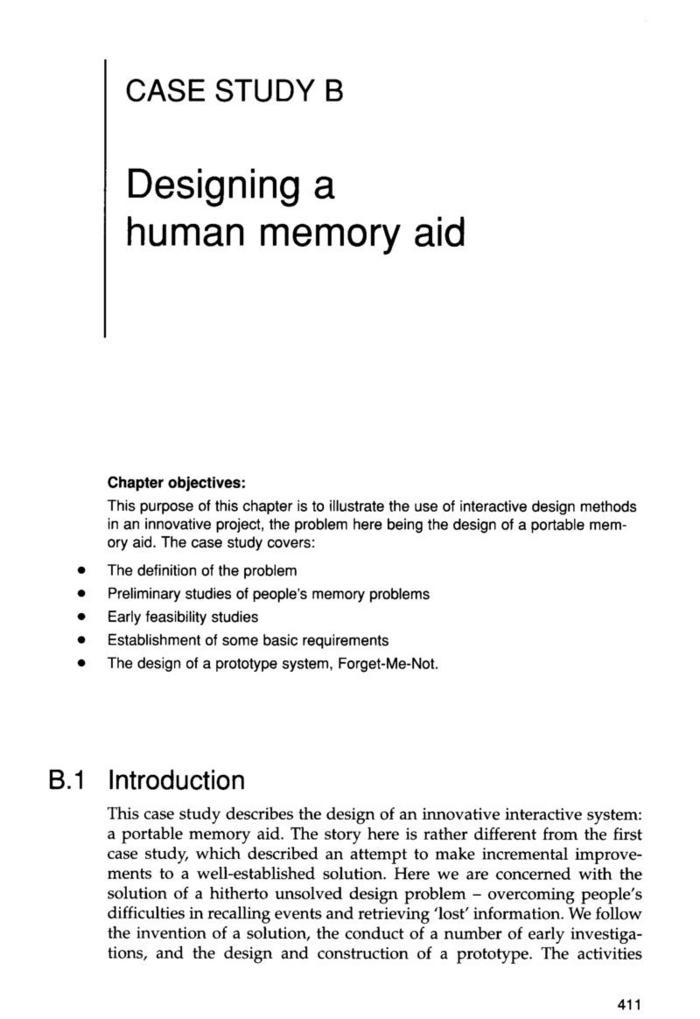 CASE STUDY B
Designing a
human memory aid
Chapter objectives:
This purpose of this chapter is to illustrate the use of interactive design methods
in an innovative project, the problem here being the design of a portable mem-
ory aid. The case study covers:
• The definition of the problem
• Preliminary studies of people's memory problems
• Early feasibility studies
• Establishment of some basic requirements
• The design of a prototype system, Forget-Me-Not.
B.1 Introduction
This case study describes the design of an innovative interactive system:
a portable memory aid. The story here is rather different from the first
case study, which described an attempt to make incremental improve-
ments to a well-established solution. Here we are concerned with the
solution of a hitherto unsolved design problem – overcoming people's
difficulties in recalling events and retrieving 'lost' information. We follow
the invention of a solution, the conduct of a number of early investiga-
tions, and the design and construction of a prototype. The activities
411